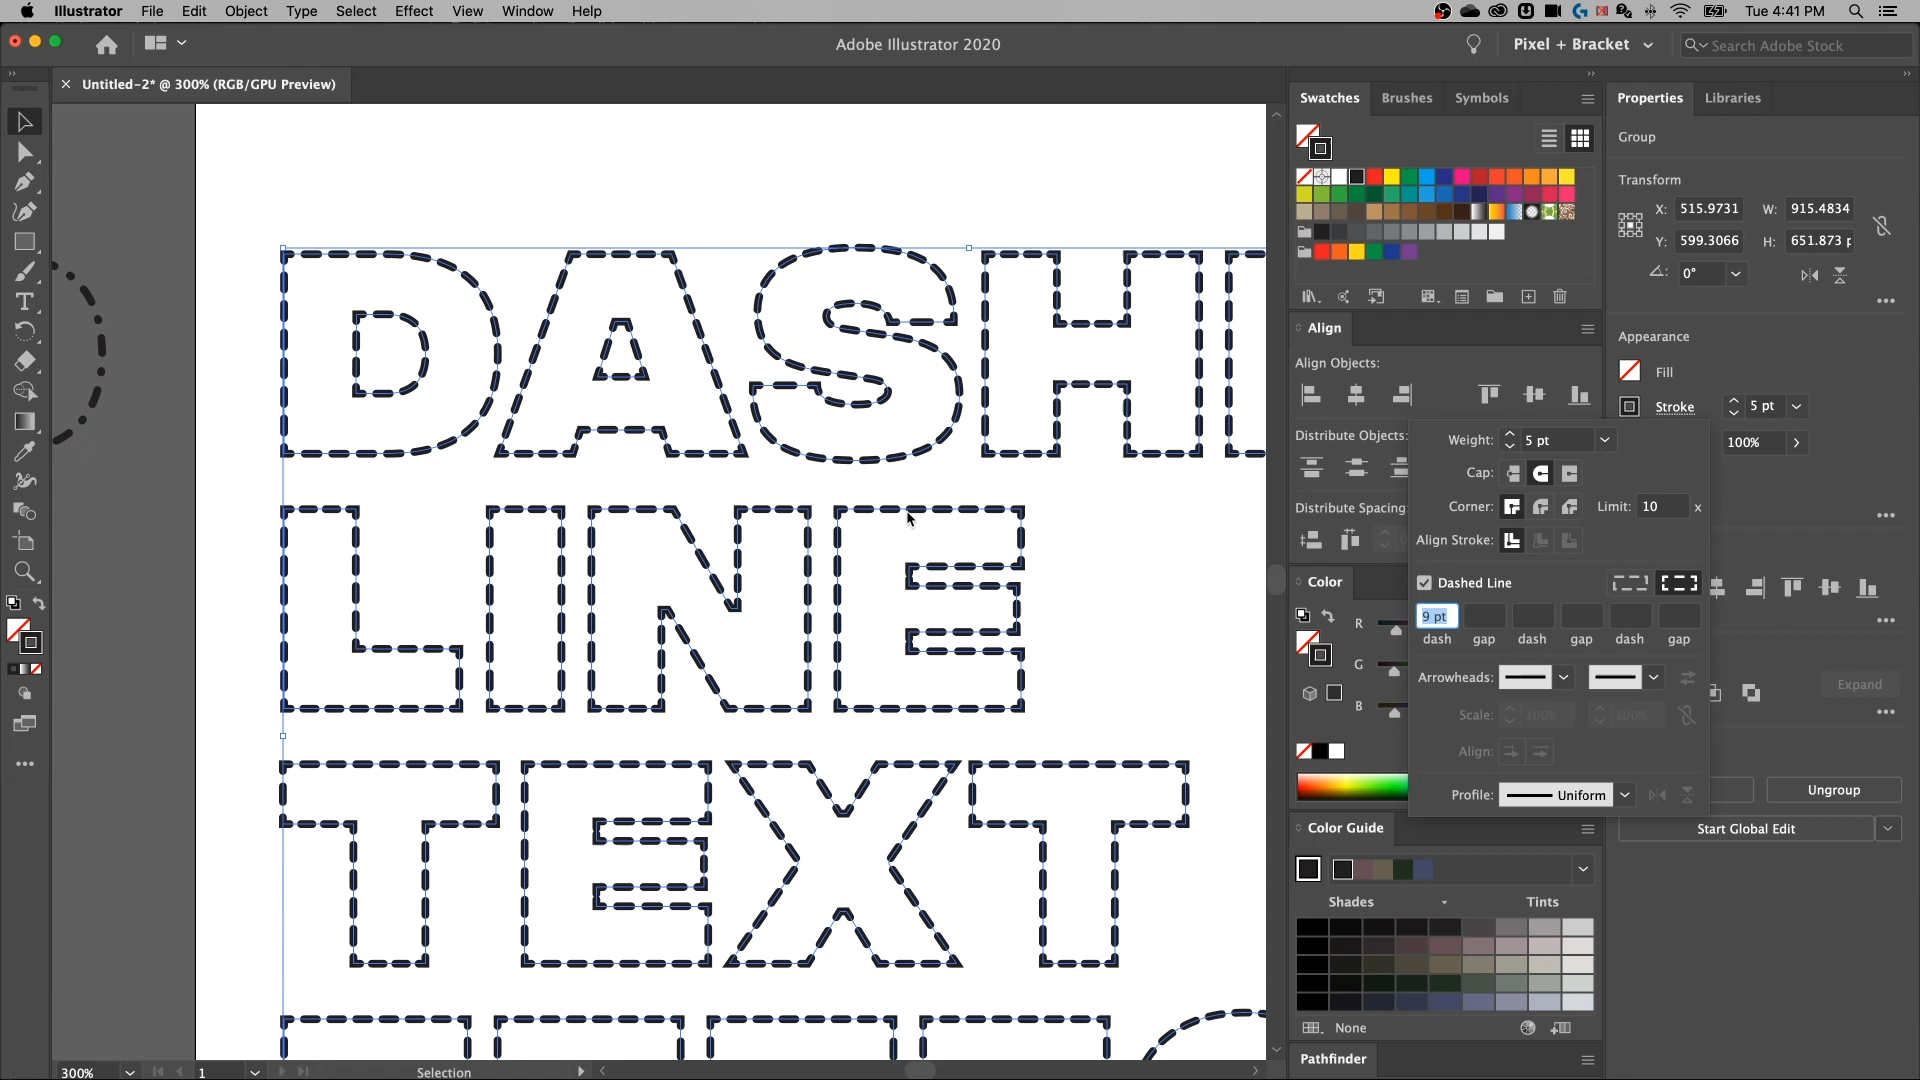 Illustrator File Edit Object Type Select Effect View Window Help Tue 4:41 PM
Adobe Illustrator 2020 Pixel + Bracket Search Adobe Stock
Untitled-2* @ 300% (RGB/GPU Preview)
Swatches Brushes Symbols Properties Libraries
Group
Transform
X: 515.9731 W: 915.4834
Y: 599.3066 H: 651.873 p
0°
Align
Appearance
Align Objects:
Fill
Stroke 5 pt
Distribute Objects:
Weight: 5 pt
100%
Cap:
Distribute Spacing:
Corner: Limit: 10 x
Align Stroke:
Color
Dashed Line
9 pt
dash gap dash gap dash gap
R
G
B
Arrowheads:
Expand
Scale: 100% 100%
Align:
Profile: Uniform
Ungroup
Color Guide
Start Global Edit
Shades Tints
None
Pathfinder
DASH
LINE
TEXT
300% 1 Selection